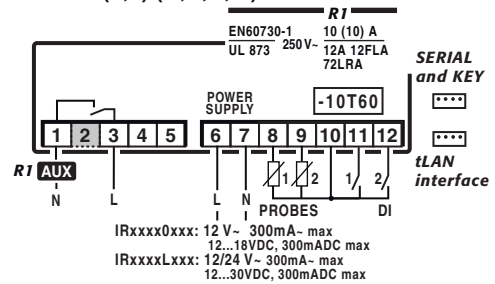 R1
EN60730-1
UL 873
250 V~
10 (10) A
12A 12FLA
72LRA
SERIAL
and KEY
POWER
SUPPLY
-10T60
1 2 3 4 5 6 7 8 9 10 11 12
tLAN
interface
R1 AUX
1 2 1 2
N L L N PROBES DI
IRxxxx0xxx: 12 V~ 300mA~ max
12...18VDC, 300mADC max
IRxxxxLxxx: 12/24 V~ 300mA~ max
12...30VDC, 300mADC max